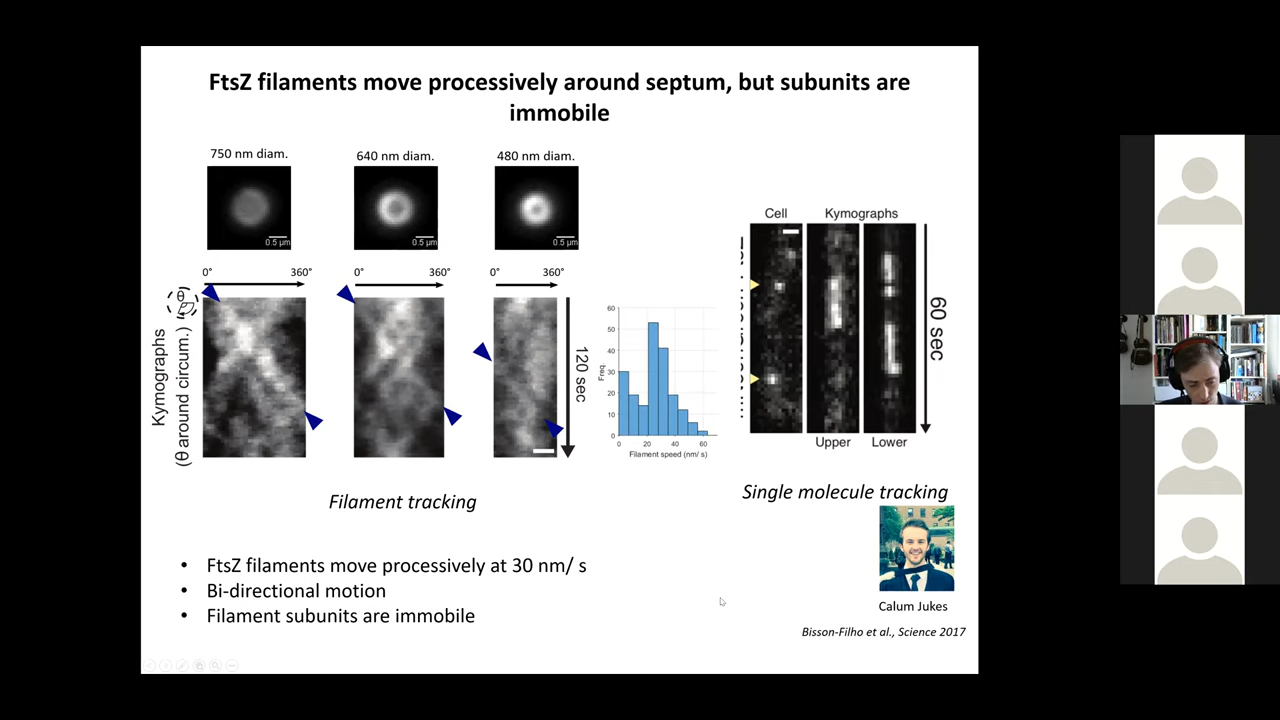 FtsZ filaments move processively around septum, but subunits are
immobile
750 nm diam.
640 nm diam.
480 nm diam.
0.5 μm
0.5 μm
0.5 μm
0°
360°
0°
360°
0°
360°
θ
Kymographs
(θ around circum.)
120 sec
60
50
40
30
20
10
0
Freq.
0
20
40
60
Filament speed (nm/ s)
Cell
Kymographs
60 sec
Upper
Lower
Filament tracking
Single molecule tracking
• FtsZ filaments move processively at 30 nm/ s
• Bi-directional motion
• Filament subunits are immobile
Calum Jukes
Bisson-Filho et al., Science 2017